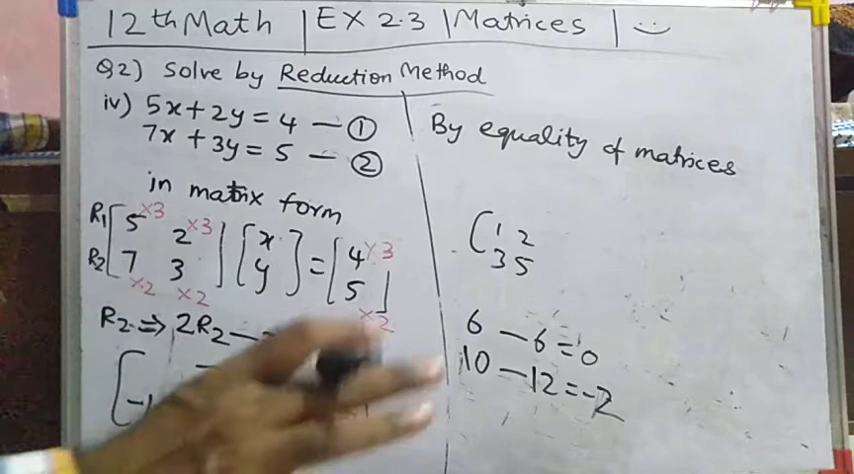 12th Math | EX 2.3 | Matrices | :)
Q2) Solve by Reduction Method
iv) 5x + 2y = 4 — ①
7x + 3y = 5 — ②
in matrix form
R1 [ 5 ×3 2 ×3 ] [ x ] = [ 4 ×3 ]
R2 [ 7 ×2 3 ×2 ] [ y ] = [ 5 ×2 ]
R2 ⇒ 2R2 —
-1
By equality of matrices
[ 1 2
3 5
6 — 6 = 0
10 — 12 = -2